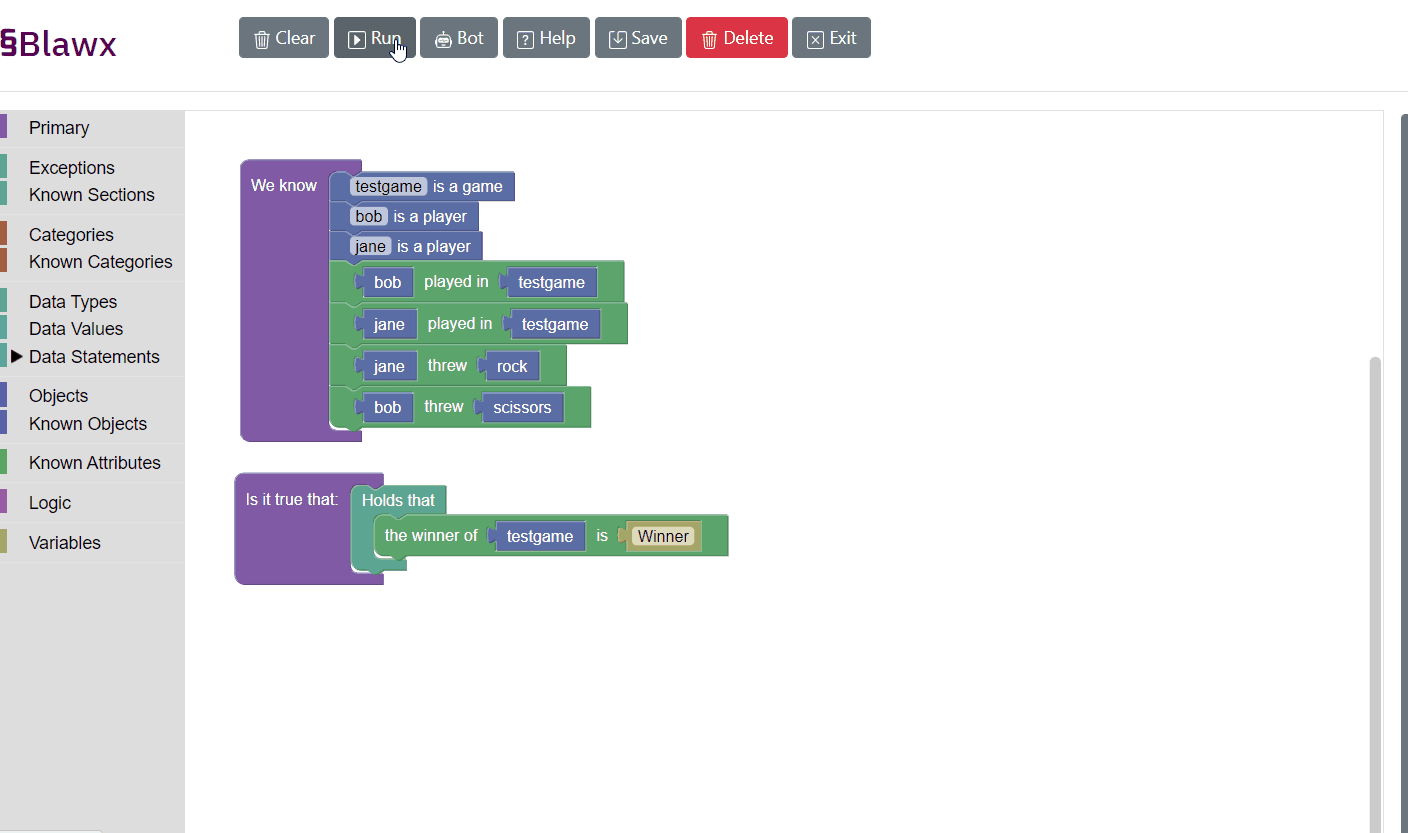 §Blawx
Clear
Run
Bot
Help
Save
Delete
Exit
Primary
Exceptions
Known Sections
Categories
Known Categories
Data Types
Data Values
Data Statements
Objects
Known Objects
Known Attributes
Logic
Variables
We know
testgame is a game
bob is a player
jane is a player
bob played in testgame
jane played in testgame
jane threw rock
bob threw scissors
Is it true that:
Holds that
the winner of testgame is Winner